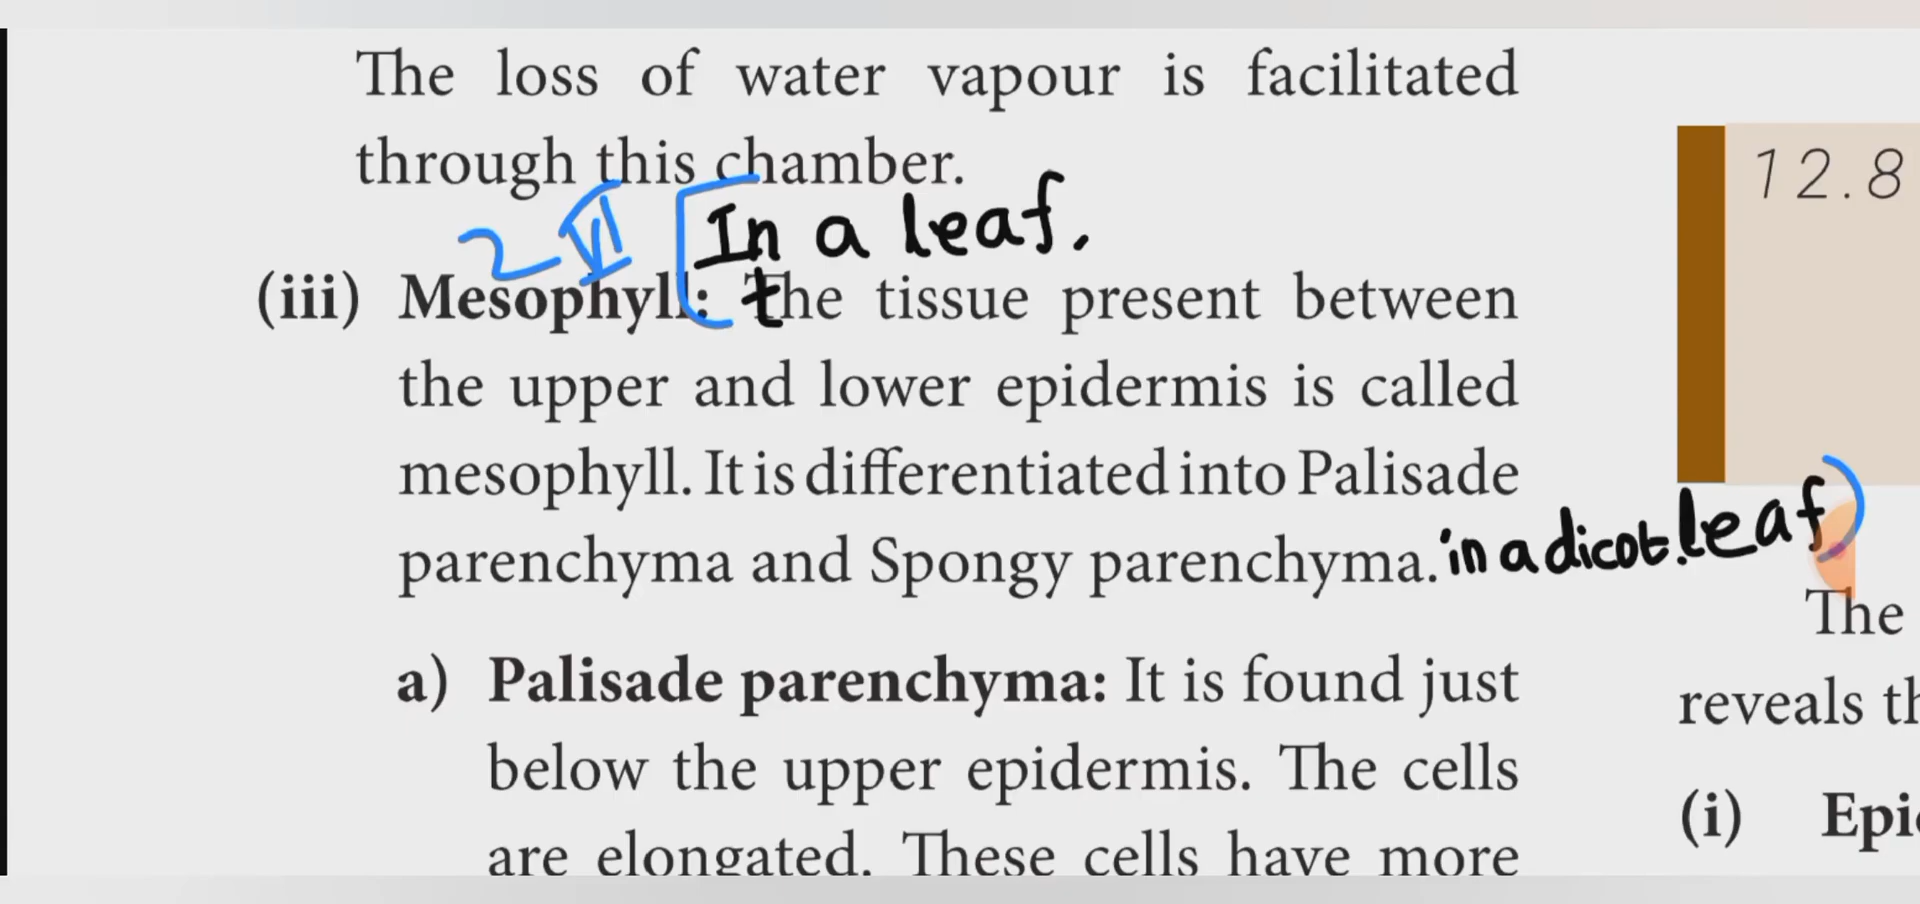 The loss of water vapour is facilitated
through this chamber.
2 VI In a leaf.
(iii) Mesophyll: the tissue present between
the upper and lower epidermis is called
mesophyll. It is differentiated into Palisade
parenchyma and Spongy parenchyma. in a dicot leaf
a) Palisade parenchyma: It is found just
below the upper epidermis. The cells
are elongated. These cells have more
12.8
The
reveals
(i)